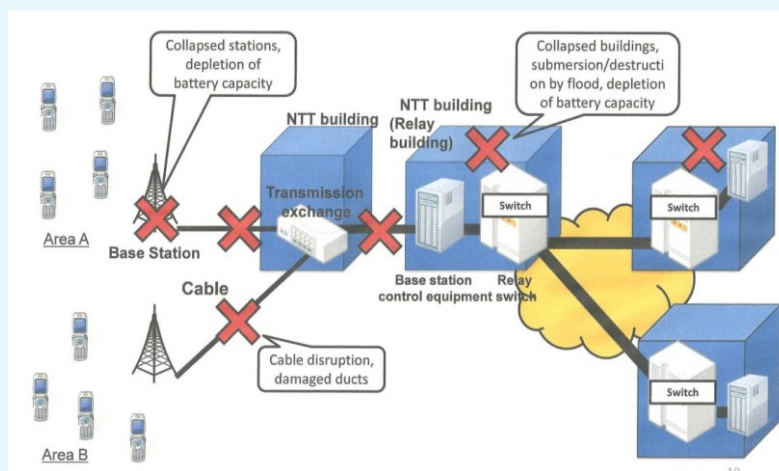 Collapsed stations,
depletion of
battery capacity
Collapsed buildings,
submersion/destructi
on by flood, depletion
of battery capacity
NTT building
NTT building
(Relay
building)
Transmission
exchange
Switch
Switch
Area A
Base Station
Base station
control equipment
Relay
switch
Cable
Cable disruption,
damaged ducts
Switch
Area B